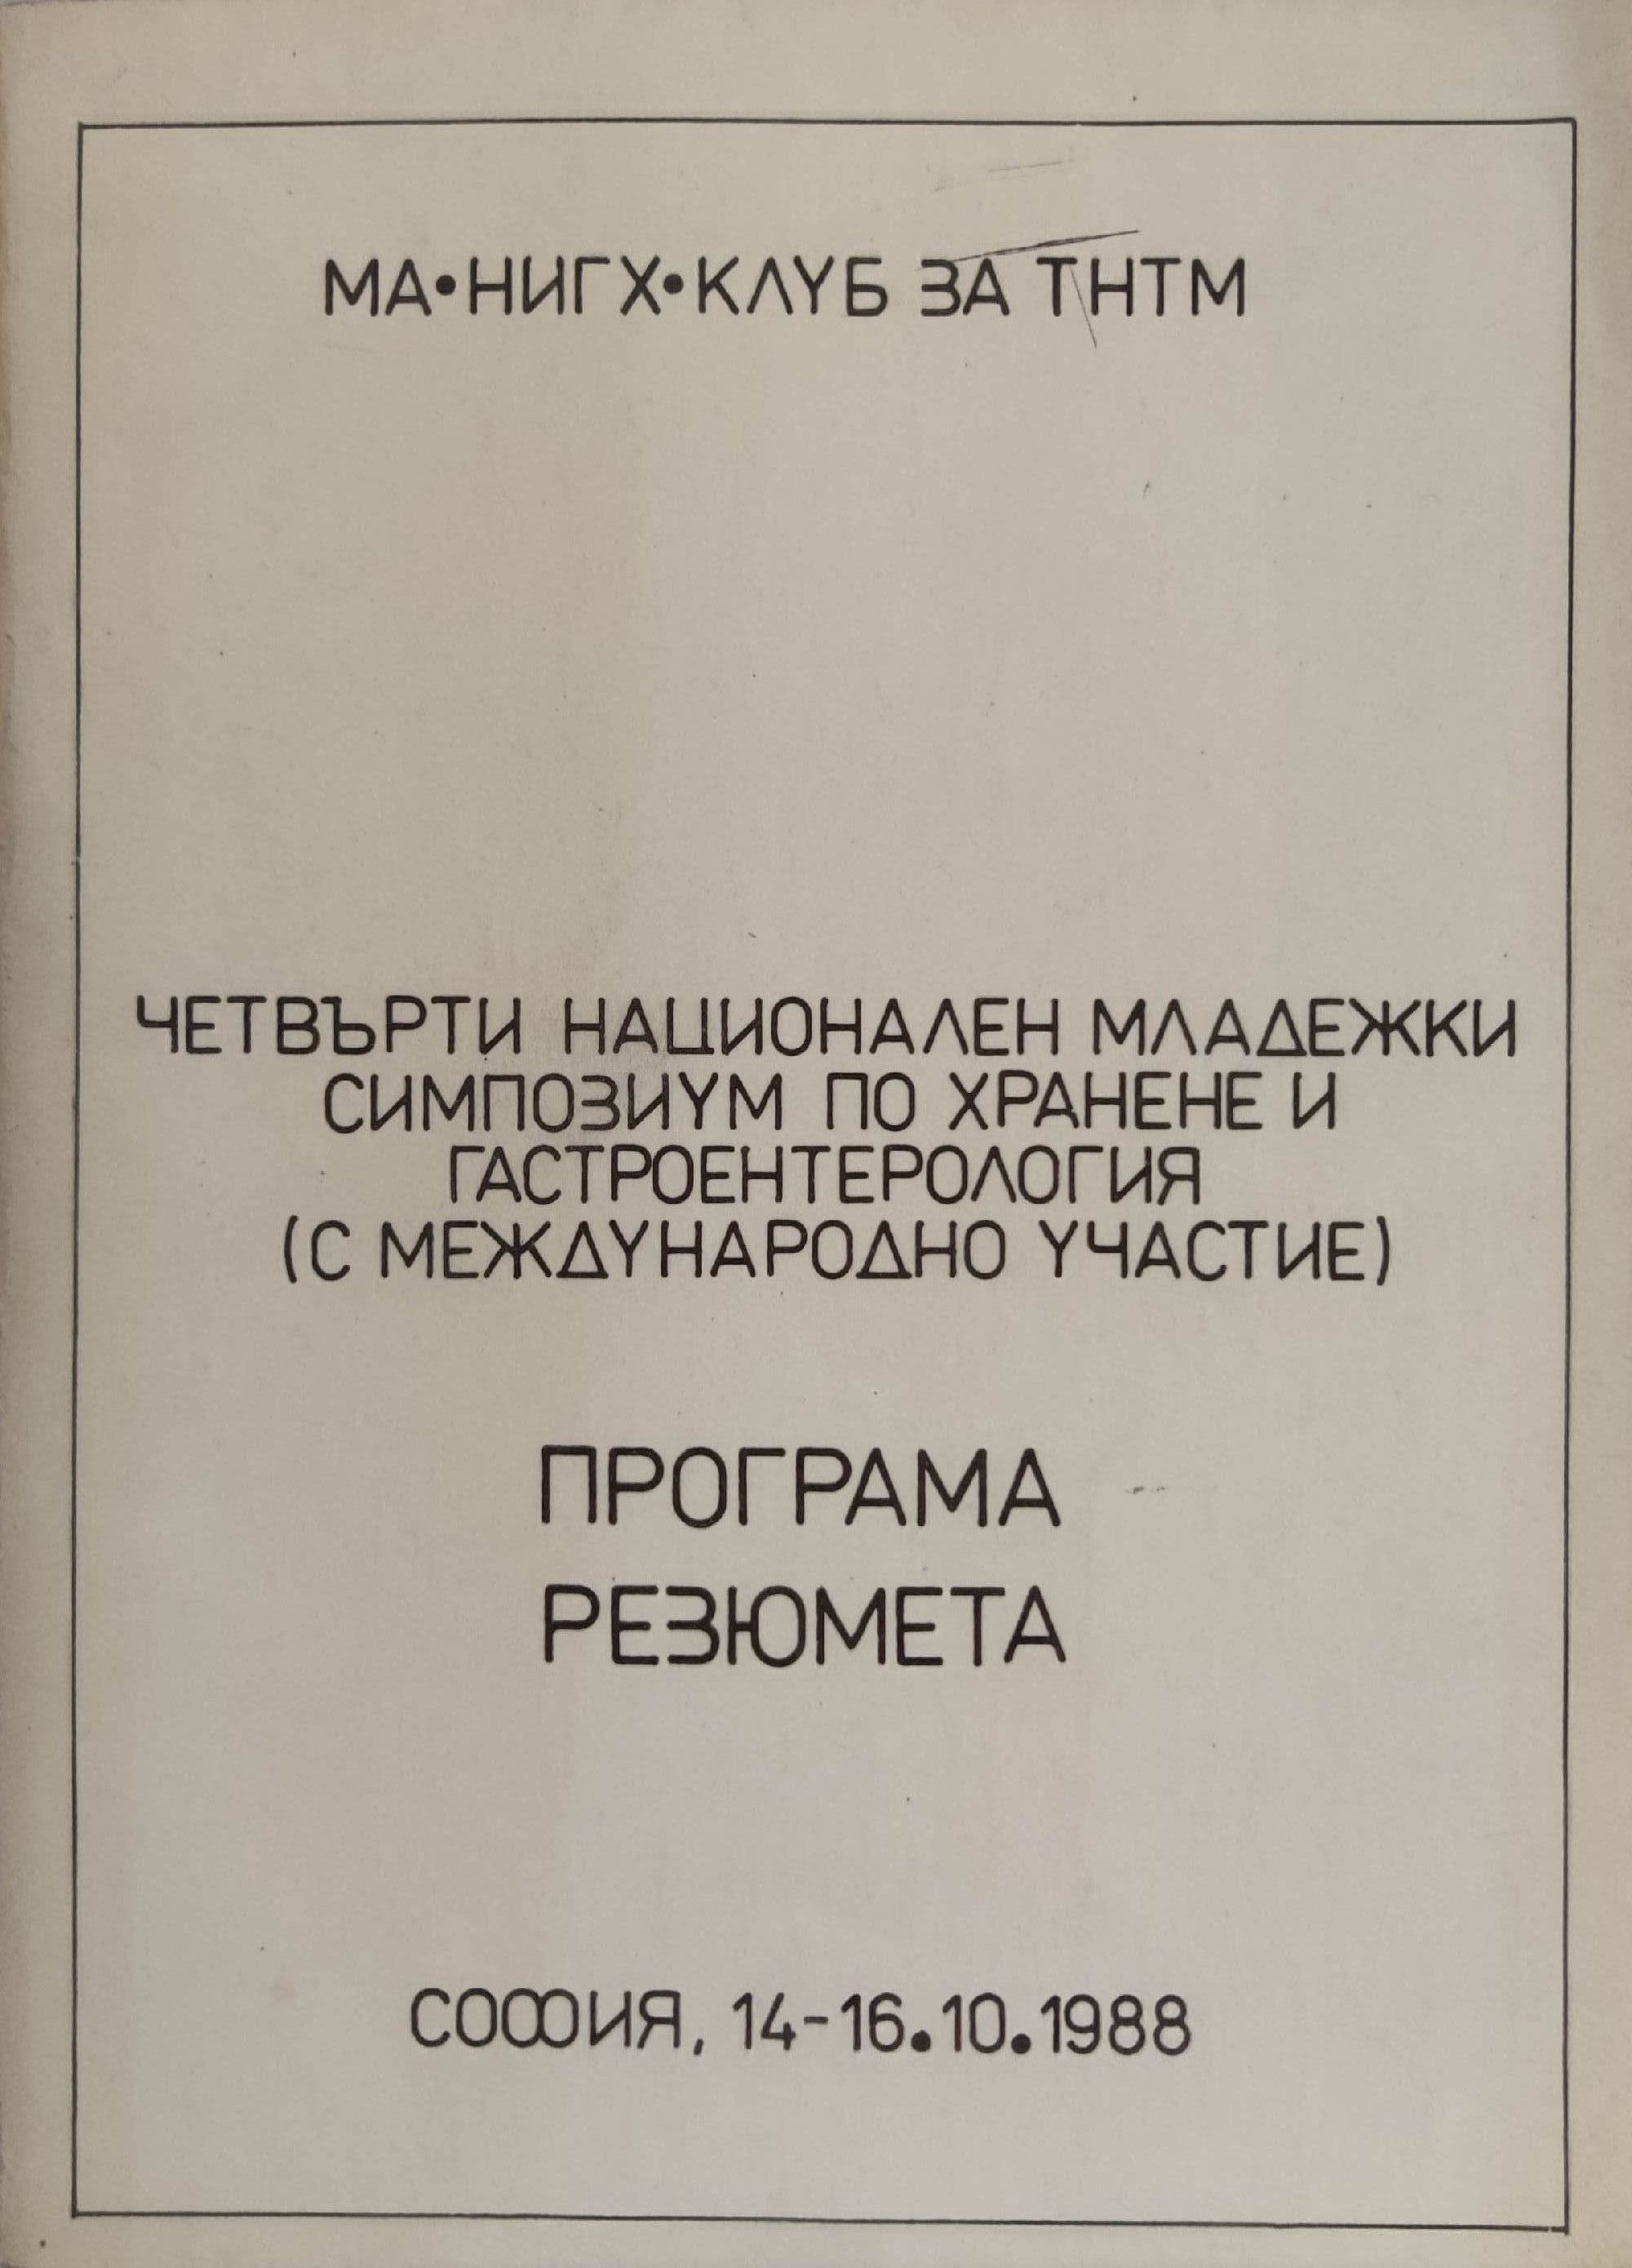 МА•НИГХ•КЛУБ ЗА ТНТМ
ЧЕТВЪРТИ НАЦИОНАЛЕН МЛАДЕЖКИ
СИМПОЗИУМ ПО ХРАНЕНЕ И
ГАСТРОЕНТЕРОЛОГИЯ
(С МЕЖДУНАРОДНО УЧАСТИЕ)
ПРОГРАМА
РЕЗЮМЕТА
СОФИЯ, 14-16.10.1988